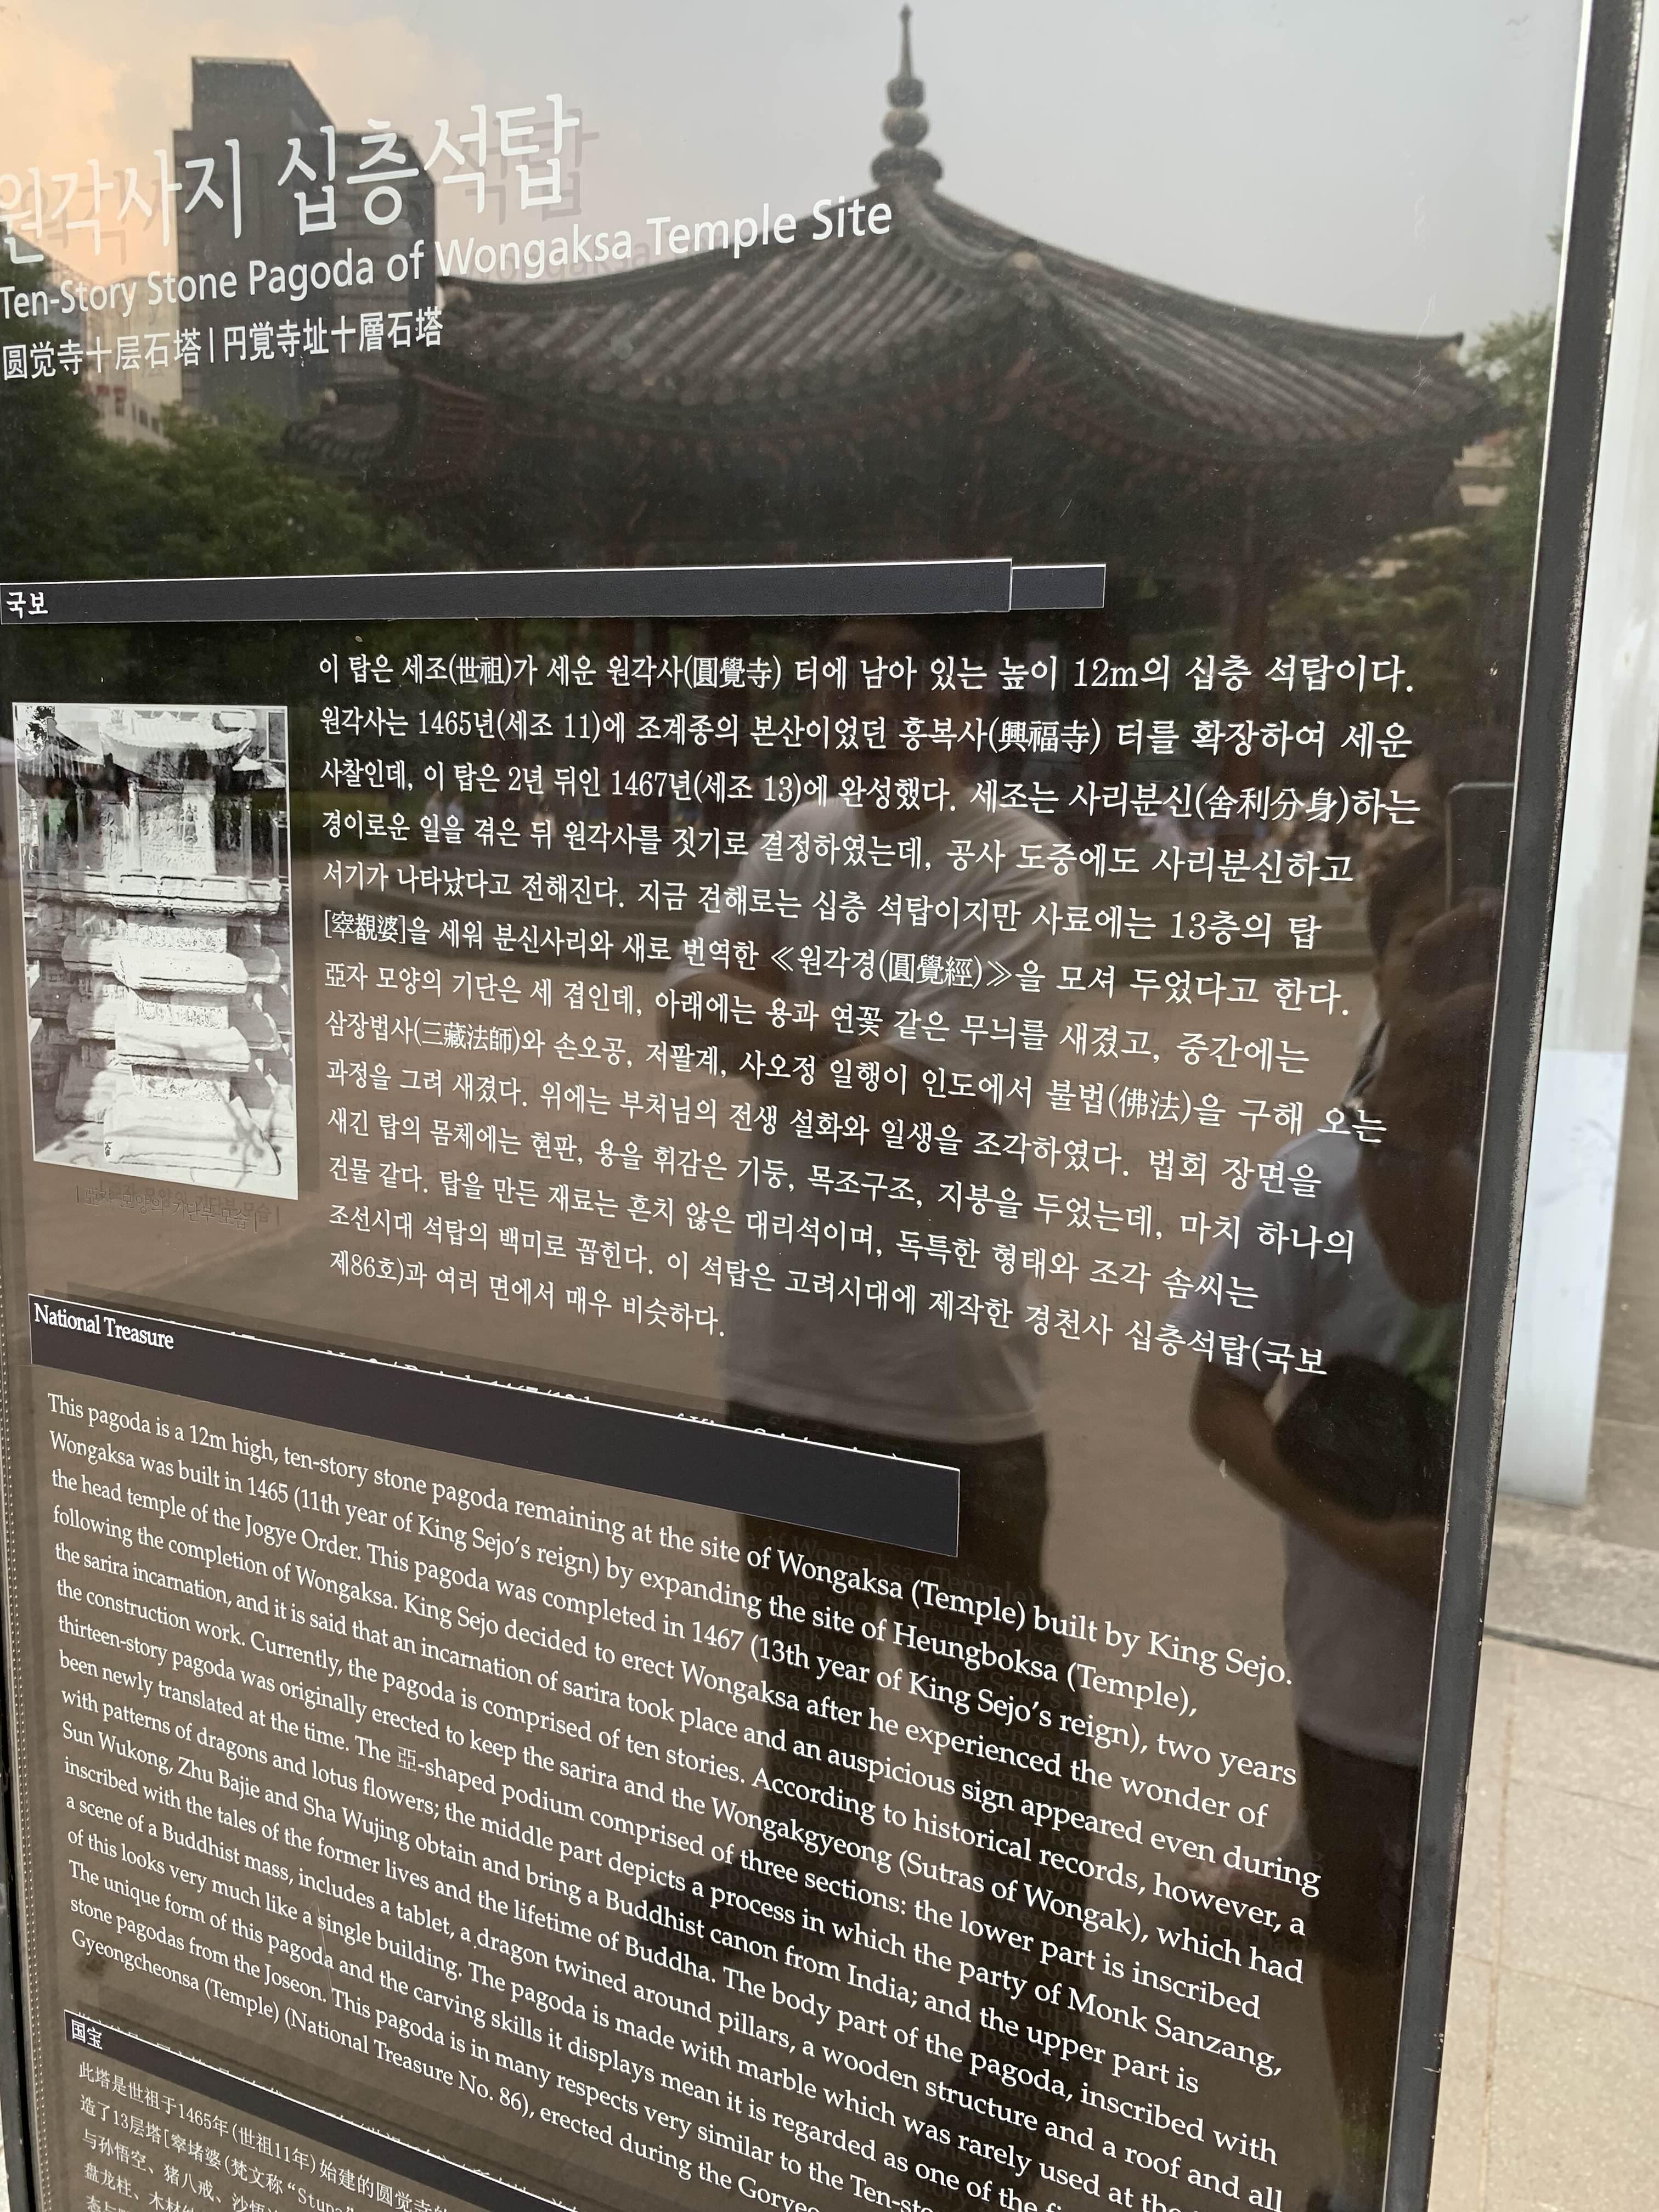 원각사지 십층석탑
Ten-Story Stone Pagoda of Wongaksa Temple Site
圆觉寺十层石塔 | 円覚寺址十層石塔
국보
이 탑은 세조(世祖)가 세운 원각사(圓覺寺) 터에 남아 있는 높이 12m의 십층 석탑이다.
원각사는 1465년(세조 11)에 조계종의 본산이었던 흥복사(興福寺) 터를 확장하여 세운
사찰인데, 이 탑은 2년 뒤인 1467년(세조 13)에 완성했다. 세조는 사리분신(舍利分身)하는
경이로운 일을 겪은 뒤 원각사를 짓기로 결정하였는데, 공사 도중에도 사리분신하고
서기가 나타났다고 전해진다. 지금 견해로는 십층 석탑이지만 사료에는 13층의 탑
[窣覩婆]을 세워 분신사리와 새로 번역한 ≪원각경(圓覺經)≫을 모셔 두었다고 한다.
亞자 모양의 기단은 세 겹인데, 아래에는 용과 연꽃 같은 무늬를 새겼고, 중간에는
삼장법사(三藏法師)와 손오공, 저팔계, 사오정 일행이 인도에서 불법(佛法)을 구해 오는
과정을 그려 새겼다. 위에는 부처님의 전생 설화와 일생을 조각하였다. 법회 장면을
새긴 탑의 몸체에는 현판, 용을 휘감은 기둥, 목조구조, 지붕을 두었는데, 마치 하나의
건물 같다. 탑을 만든 재료는 흔치 않은 대리석이며, 독특한 형태와 조각 솜씨는
조선시대 석탑의 백미로 꼽힌다. 이 석탑은 고려시대에 제작한 경천사 십층석탑(국보
제86호)과 여러 면에서 매우 비슷하다.
| 亞자 모양의 기단부 모습 |
National Treasure
This pagoda is a 12m high, ten-story stone pagoda remaining at the site of Wongaksa (Temple) built by King Sejo.
Wongaksa was built in 1465 (11th year of King Sejo's reign) by expanding the site of Heungboksa (Temple),
the head temple of the Jogye Order. This pagoda was completed in 1467 (13th year of King Sejo's reign), two years
following the completion of Wongaksa. King Sejo decided to erect Wongaksa after he experienced the wonder of
the sarira incarnation, and it is said that an incarnation of sarira took place and an auspicious sign appeared even during
the construction work. Currently, the pagoda is comprised of ten stories. According to historical records, however, a
thirteen-story pagoda was originally erected to keep the sarira and the Wongakgyeong (Sutras of Wongak), which had
been newly translated at the time. The 亞-shaped podium comprised of three sections: the lower part is inscribed
with patterns of dragons and lotus flowers; the middle part depicts a process in which the party of Monk Sanzang,
Sun Wukong, Zhu Bajie and Sha Wujing obtain and bring a Buddhist canon from India; and the upper part is
inscribed with the tales of the former lives and the lifetime of Buddha. The body part of the pagoda, inscribed with
a scene of a Buddhist mass, includes a tablet, a dragon twined around pillars, a wooden structure and a roof and all
of this looks very much like a single building. The pagoda is made with marble which was rarely used at the
The unique form of this pagoda and the carving skills it displays mean it is regarded as one of the
stone pagodas from the Joseon. This pagoda is in many respects very similar to the
Gyeongcheonsa (Temple) (National Treasure No. 86), erected during the
国宝
此塔是世祖于1465年(世祖11年)始建的圆觉寺
造了13层塔[窣堵婆(梵文称“Stupa”
与孙悟空、猪八戒、沙悟
盘龙柱、木材